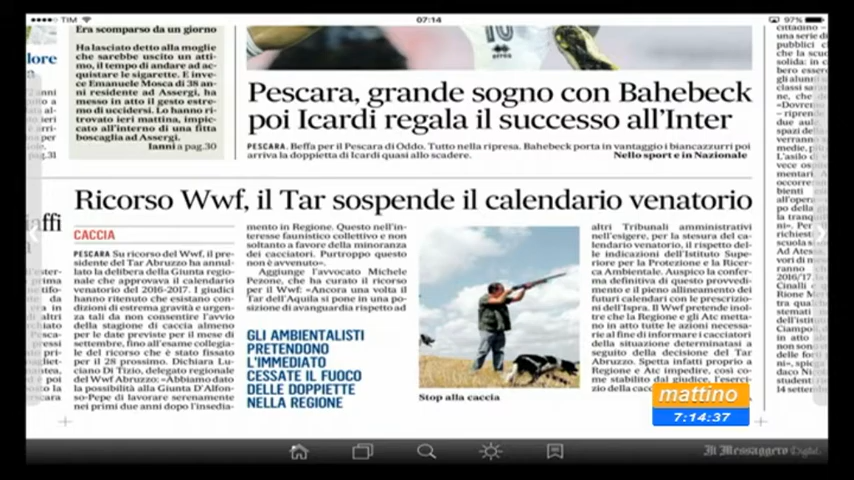 TIM
07:14
97%
Era scomparso da un giorno
Ha lasciato detto alla moglie
che sarebbe uscito un atti-
mo, il tempo di andare ad ac-
quistare le sigarette. E invece
Emanuele Mosca di 38 an-
ni residente ad Assergi, ha
messo in atto il gesto estre-
mo di uccidersi. Lo hanno ri-
trovato ieri mattina, impic-
cato all'interno di una fitta
boscaglia ad Assergi.
Ianni a pag.30
Pescara, grande sogno con Bahebeck
poi Icardi regala il successo all'Inter
PESCARA. Beffa per il Pescara di Oddo. Tutto nella ripresa. Bahebeck porta in vantaggio i biancazzurri poi
arriva la doppietta di Icardi quasi allo scadere.
Nello sport e in Nazionale
Ricorso Wwf, il Tar sospende il calendario venatorio
CACCIA
PESCARA Su ricorso del Wwf, il pre-
sidente del Tar Abruzzo ha annul-
lato la delibera della Giunta regio-
nale che approvava il calendario
venatorio del 2016-2017. I giudici
hanno ritenuto che esistano condi-
zioni di estrema gravità e urgenza
tali da non consentire l'avvio
della stagione di caccia almeno
per le date previste per il mese di
settembre, fino all'esame collegia-
le del ricorso che è stato fissato
per il 28 prossimo. Dichiara Lu-
ciano Di Tizio, delegato regionale
del Wwf Abruzzo: «Abbiamo dato
la possibilità alla Giunta D'Alfon-
so-Pepe di lavorare serenamente
nei primi due anni dopo l'insedia-
mento in Regione. Questo nell'in-
teresse faunistico collettivo e non
soltanto a favore della minoranza
dei cacciatori. Purtroppo questo
non è avvenuto».
Aggiunge l'avvocato Michele
Pezone, che ha curato il ricorso
per il Wwf: «Ancora una volta il
Tar dell'Aquila si pone in una po-
sizione di avanguardia rispetto ad
GLI AMBIENTALISTI
PRETENDONO
L'IMMEDIATO
CESSATE IL FUOCO
DELLE DOPPIETTE
NELLA REGIONE
Stop alla caccia
altri Tribunali amministrativi
nell'esigere, per la stesura del ca-
lendario venatorio, il rispetto del-
le indicazioni dell'Istituto Supe-
riore per la Protezione e la Ricer-
ca Ambientale. Auspico la confer-
ma definitiva di questo provvedi-
mento e il pieno allineamento dei
futuri calendari con le prescrizio-
ni dell'Ispra. Il Wwf pretende inol-
tre che la Regione e gli Atc metta-
no in atto tutte le azioni necessa-
rie al fine di informare i cacciatori
della situazione determinatasi a
seguito della decisione del Tar
Abruzzo. Spetta infatti proprio a
Regione e Atc impedire, così co-
me stabilito dal giudice, l'eserci-
zio della cacc
mattino
7:14:37
Il Messaggero Digital